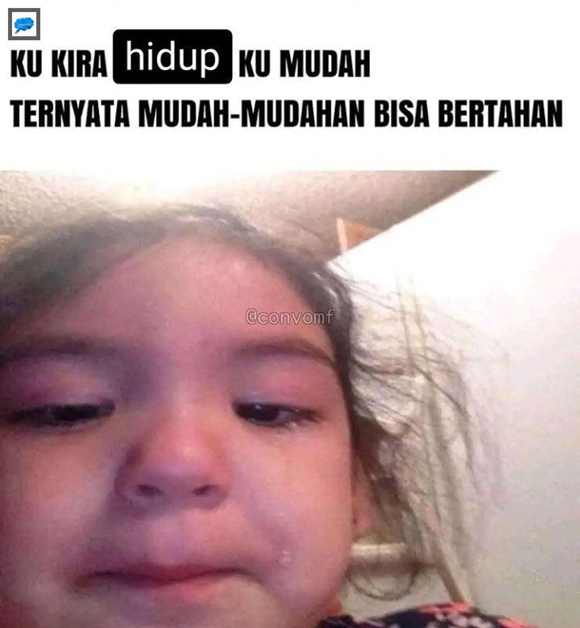 KU KIRA hidup KU MUDAH
TERNYATA MUDAH-MUDAHAN BISA BERTAHAN
@convomf